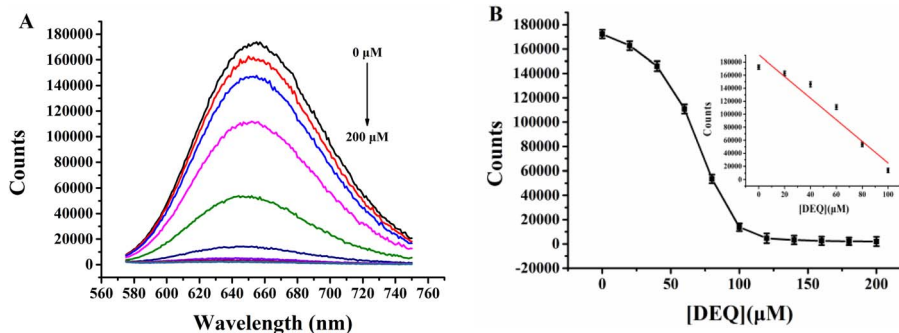 A
180000
160000
140000
120000
100000
80000
60000
40000
20000
0
Counts
0 μM
200 μM
560 580 600 620 640 660 680 700 720 740 760
Wavelength (nm)
B
180000
160000
140000
120000
100000
80000
60000
40000
20000
0
-20000
Counts
0 50 100 150 200
[DEQ](μM)
180000
160000
140000
120000
100000
80000
60000
40000
20000
0
Counts
0 20 40 60 80 100
[DEQ](μM)